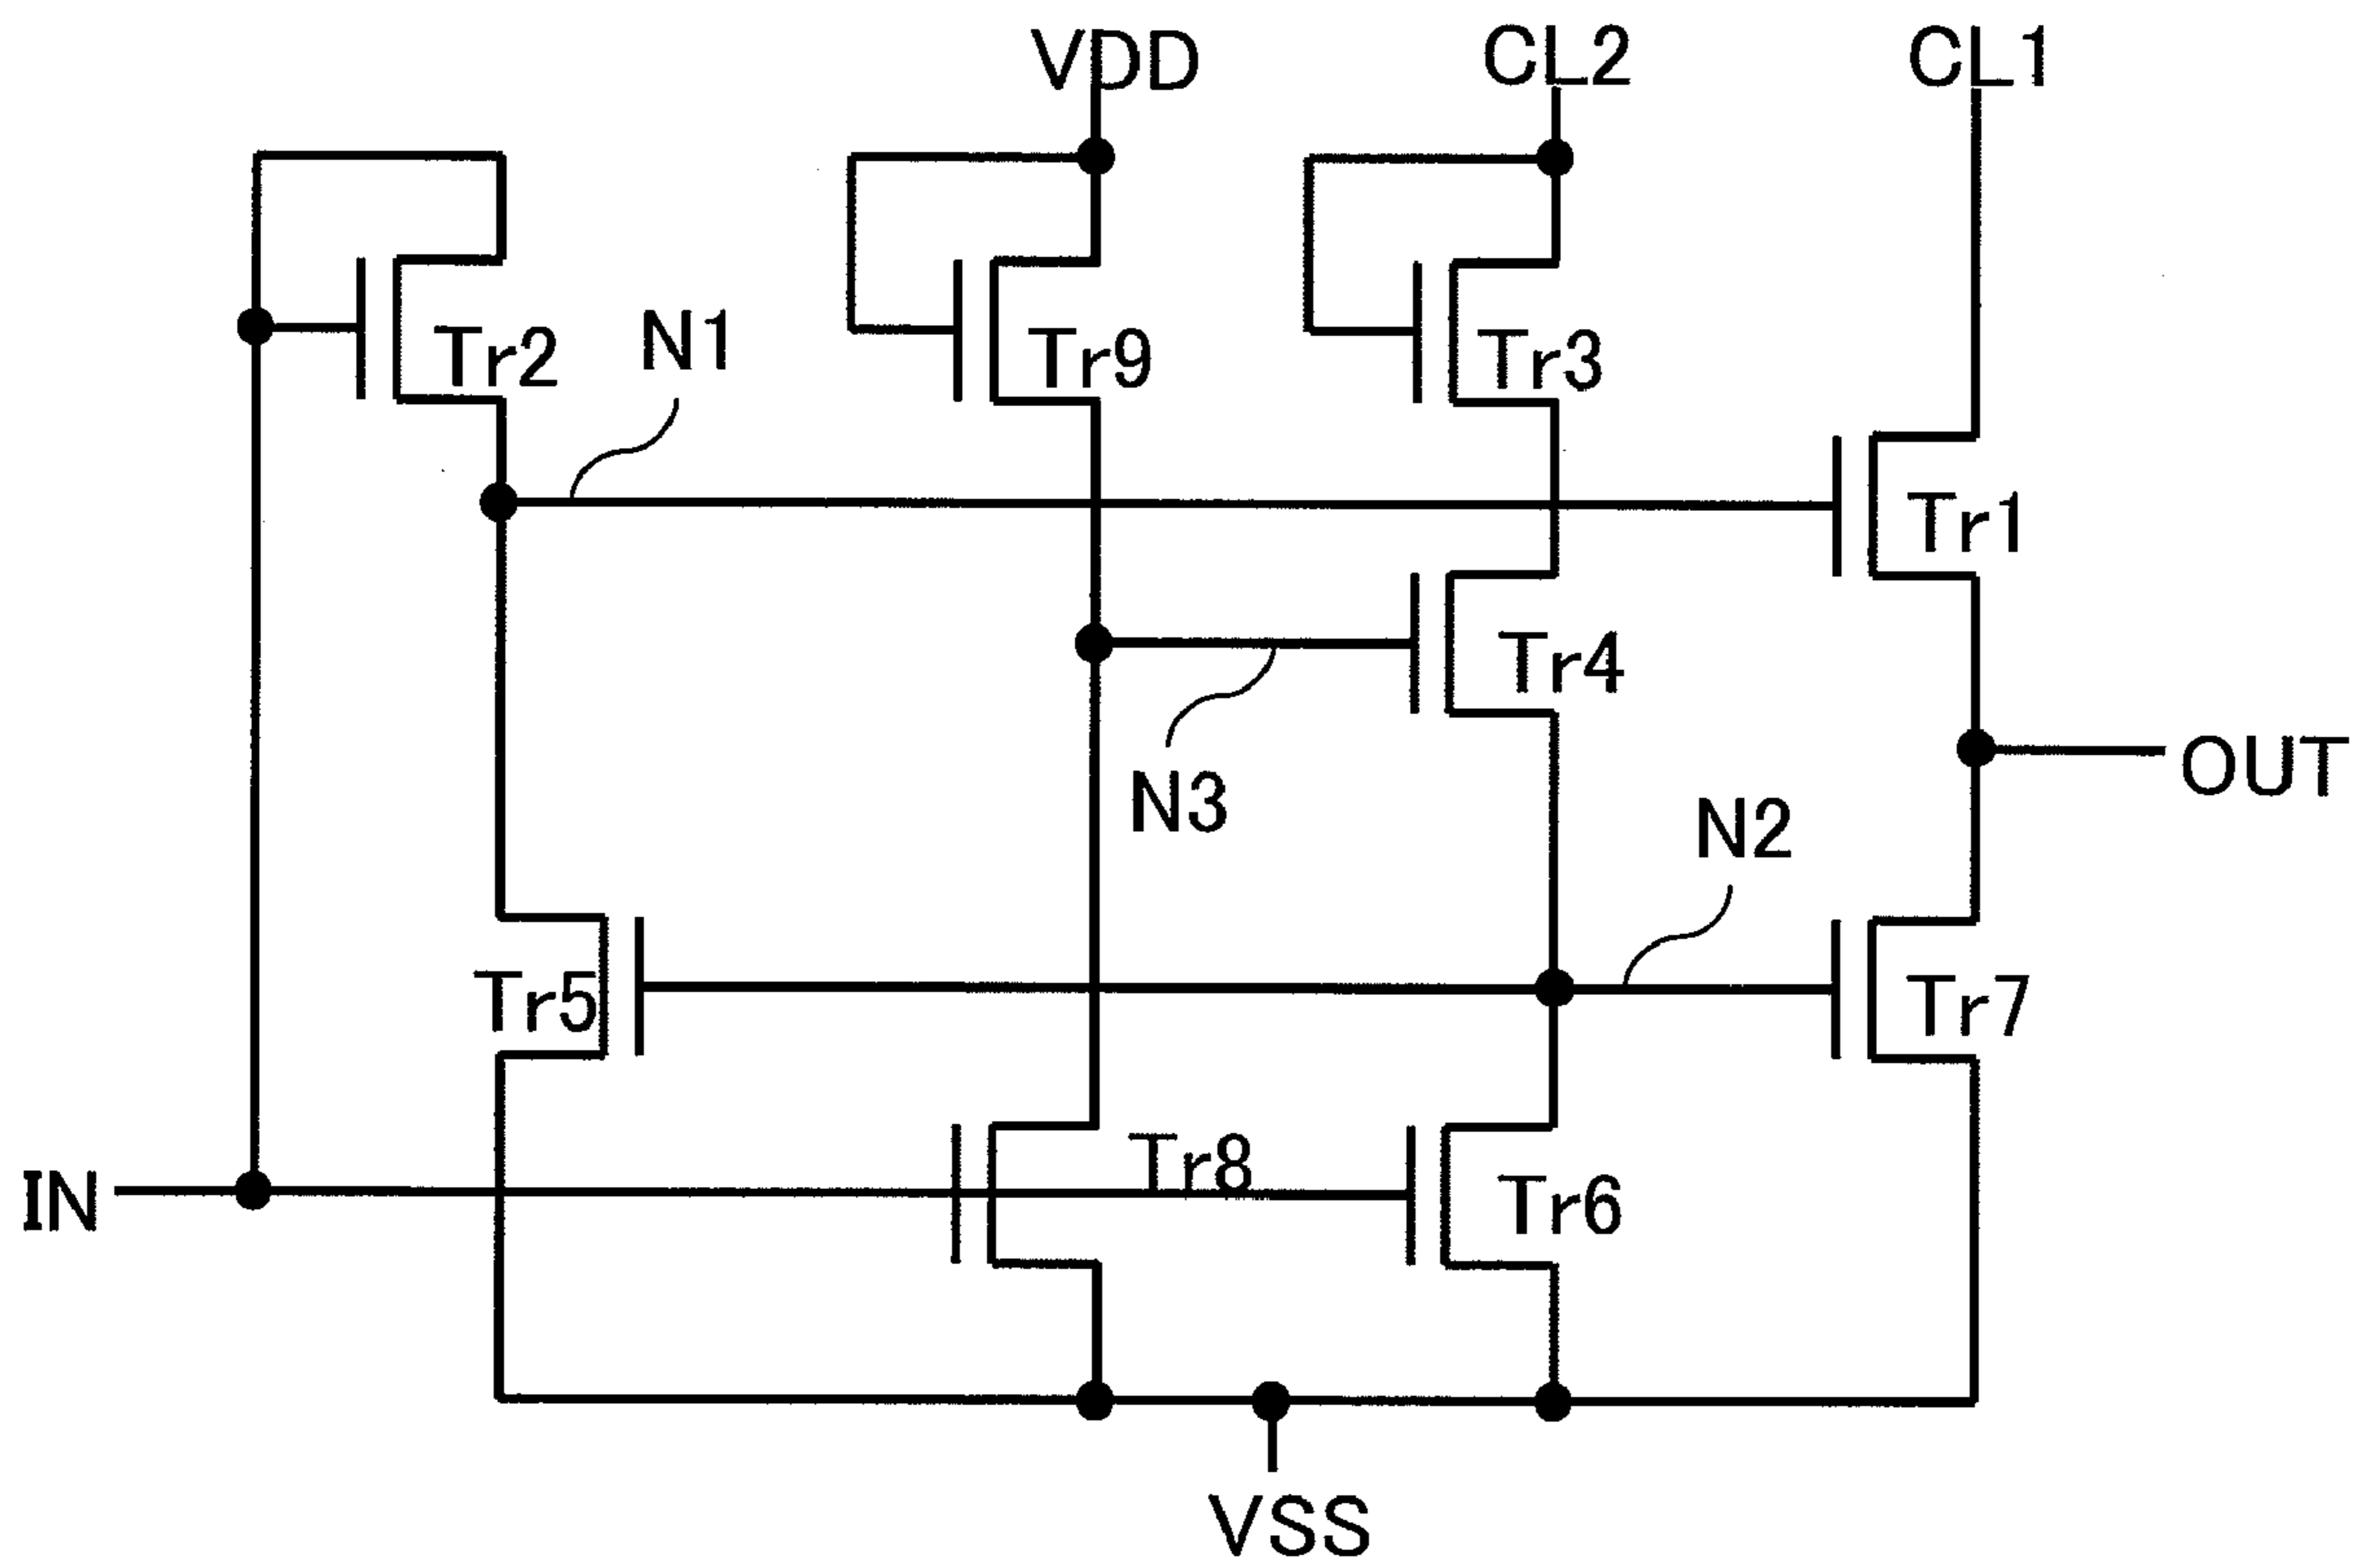 VDD
CL2
CL1
Tr2
N1
Tr9
Tr3
Tr1
Tr4
N3
OUT
N2
Tr5
Tr7
Tr8
IN
Tr6
VSS